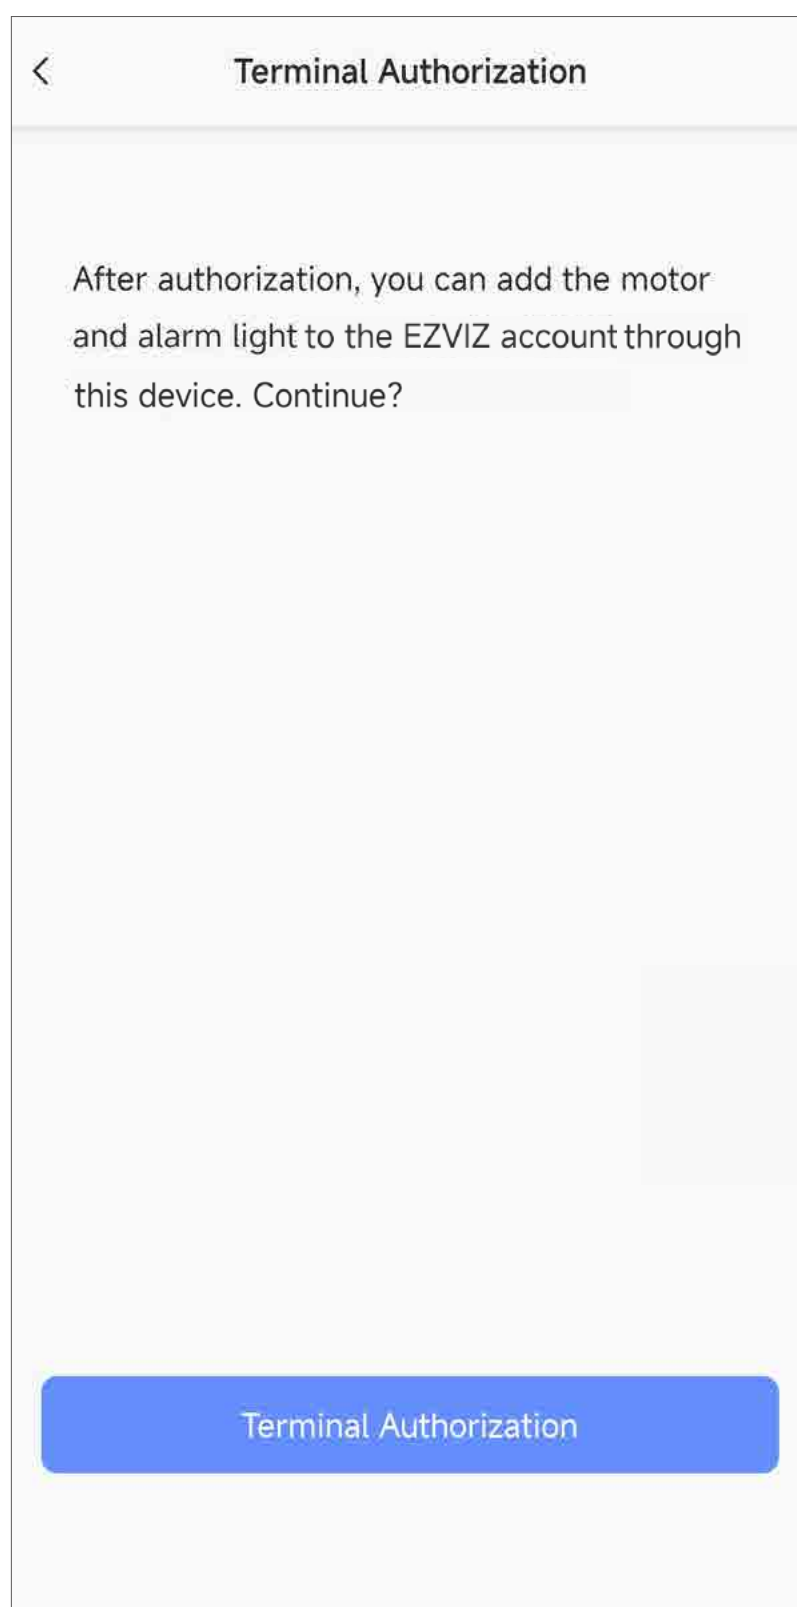 Terminal Authorization
After authorization, you can add the motor
and alarm light to the EZVIZ account through
this device. Continue?
Terminal Authorization